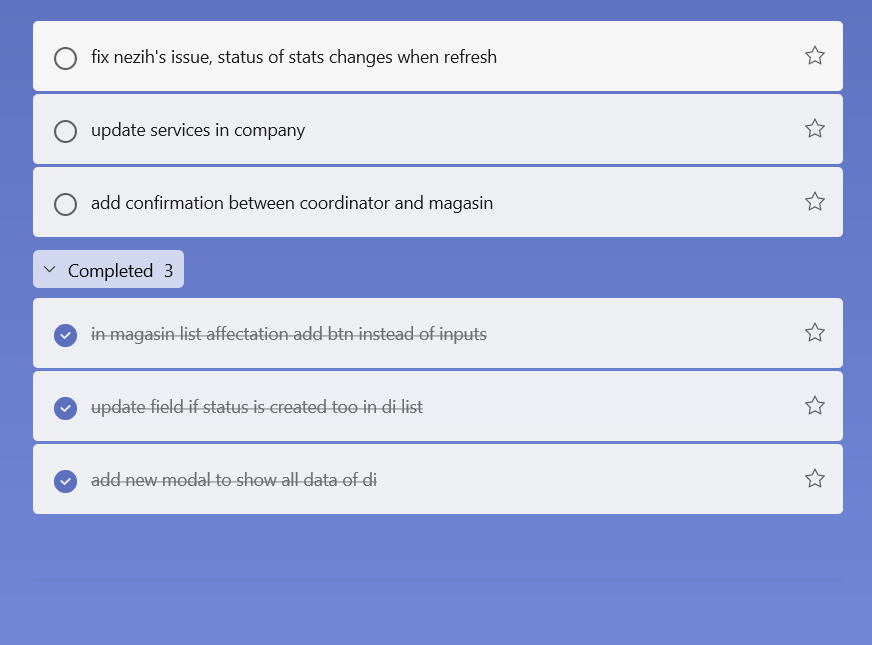 fix nezih's issue, status of stats changes when refresh
update services in company
add confirmation between coordinator and magasin
Completed 3
in magasin list affectation add btn instead of inputs
update field if status is created too in di list
add new modal to show all data of di